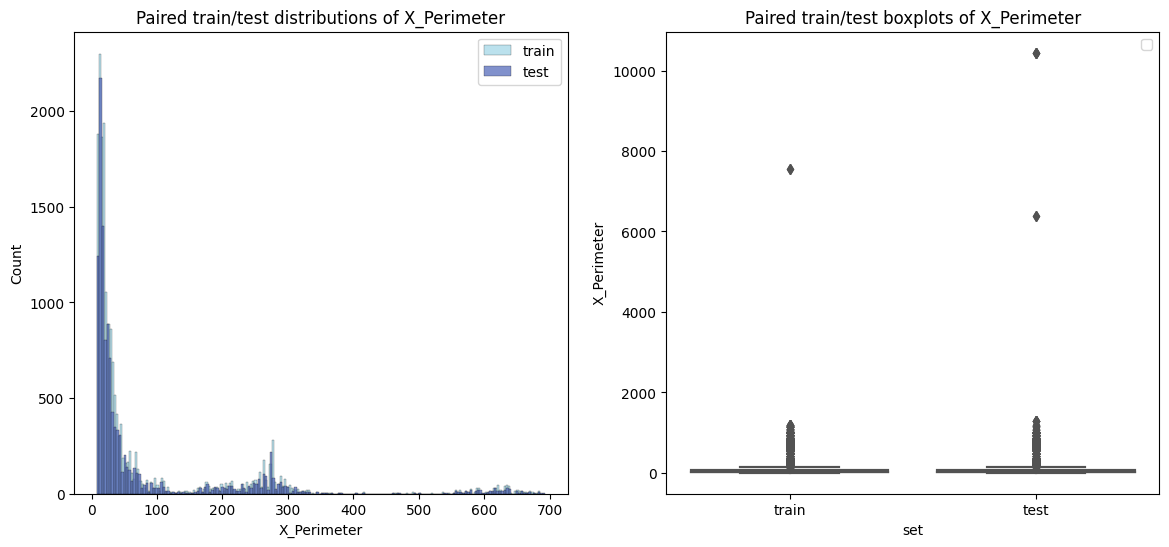 Paired train/test distributions of X_Perimeter
train
test
2000
1500
1000
500
0
Count
0 100 200 300 400 500 600 700
X_Perimeter
Paired train/test boxplots of X_Perimeter
10000
8000
6000
4000
2000
0
X_Perimeter
train test
set